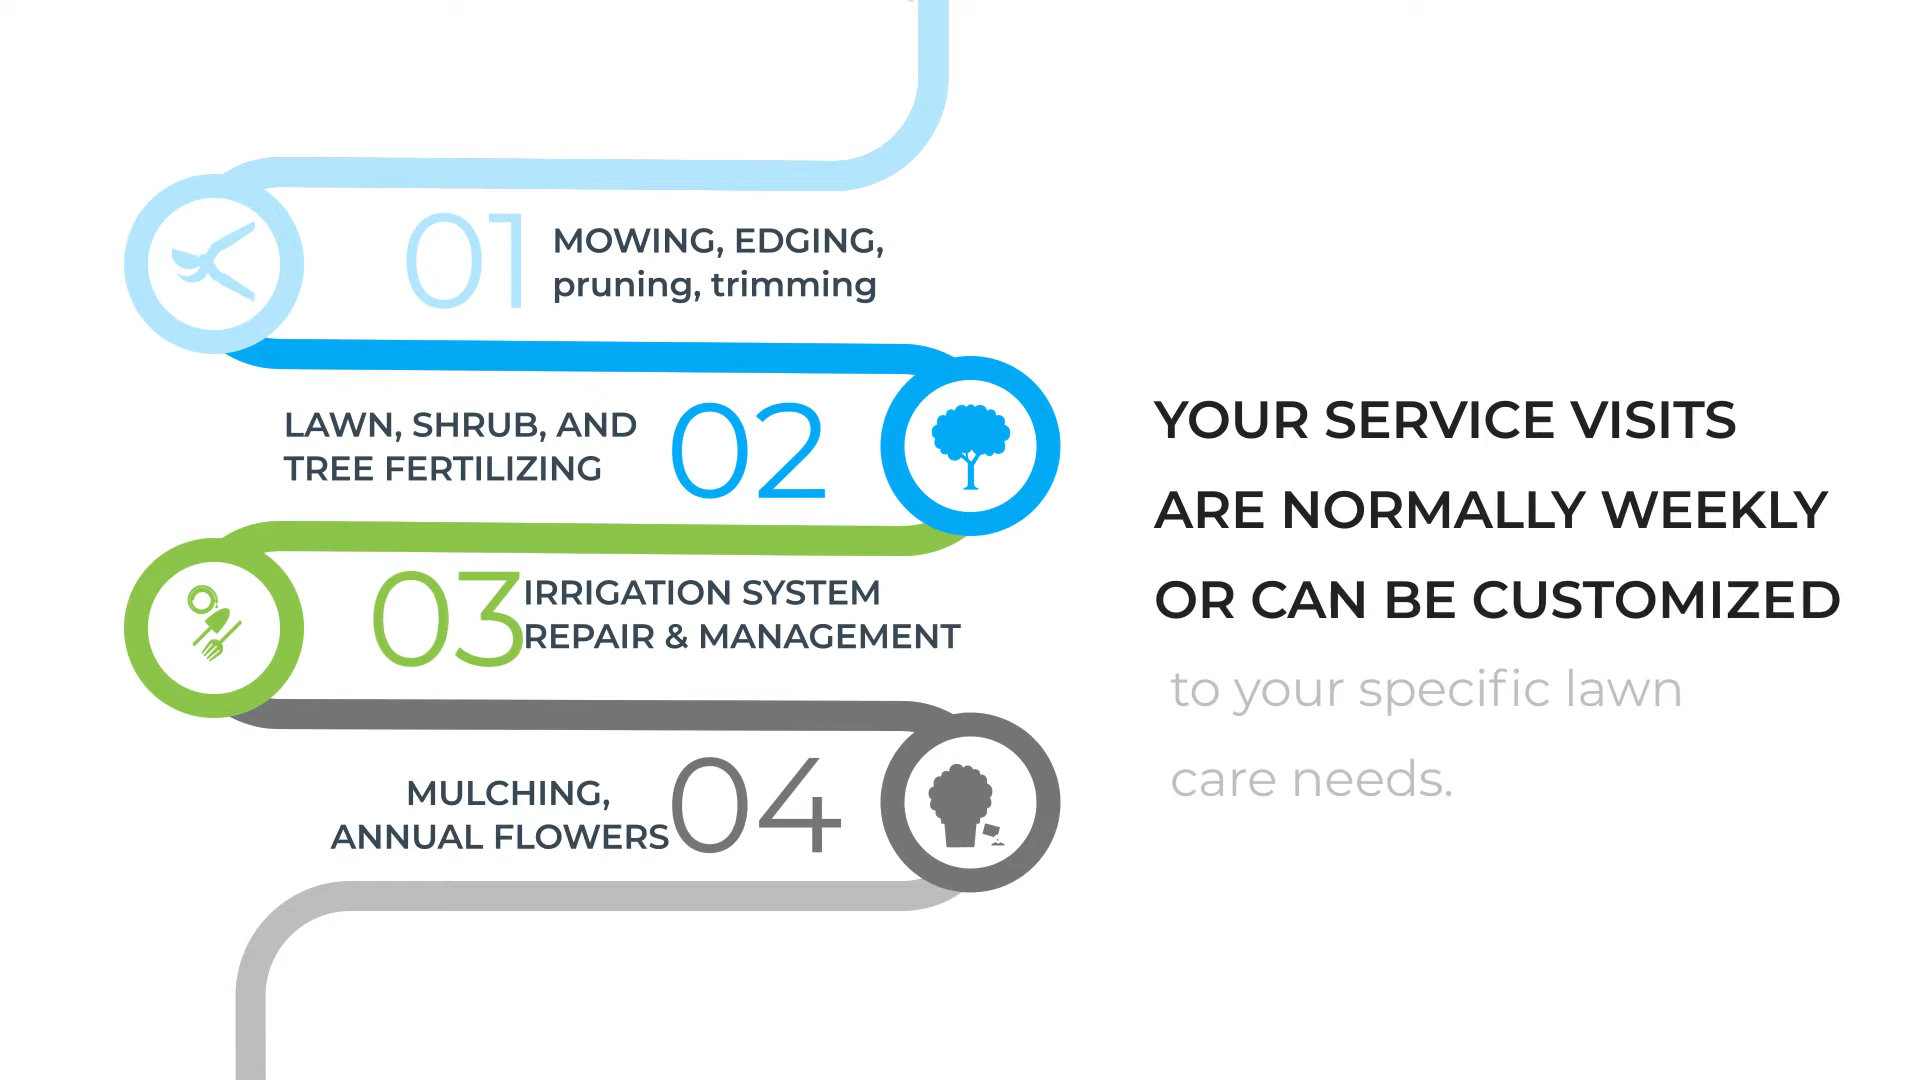 01
MOWING, EDGING,
pruning, trimming
LAWN, SHRUB, AND
TREE FERTILIZING
02
03
IRRIGATION SYSTEM
REPAIR & MANAGEMENT
MULCHING,
ANNUAL FLOWERS
04
YOUR SERVICE VISITS
ARE NORMALLY WEEKLY
OR CAN BE CUSTOMIZED
to your specific lawn
care needs.